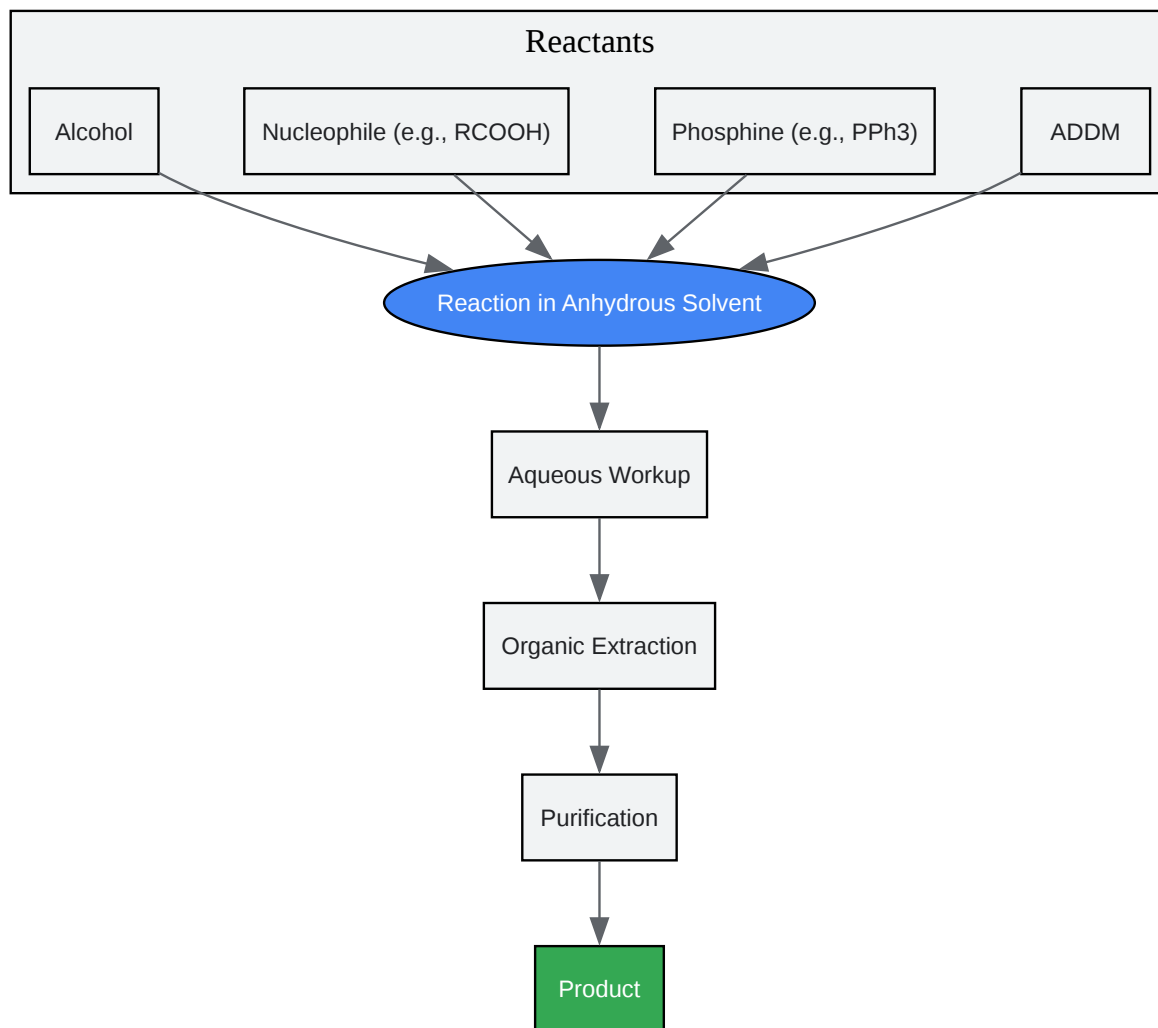 Reactants
Alcohol
Nucleophile (e.g., RCOOH)
Phosphine (e.g., PPh3)
ADDM
Reaction in Anhydrous Solvent
Aqueous Workup
Organic Extraction
Purification
Product